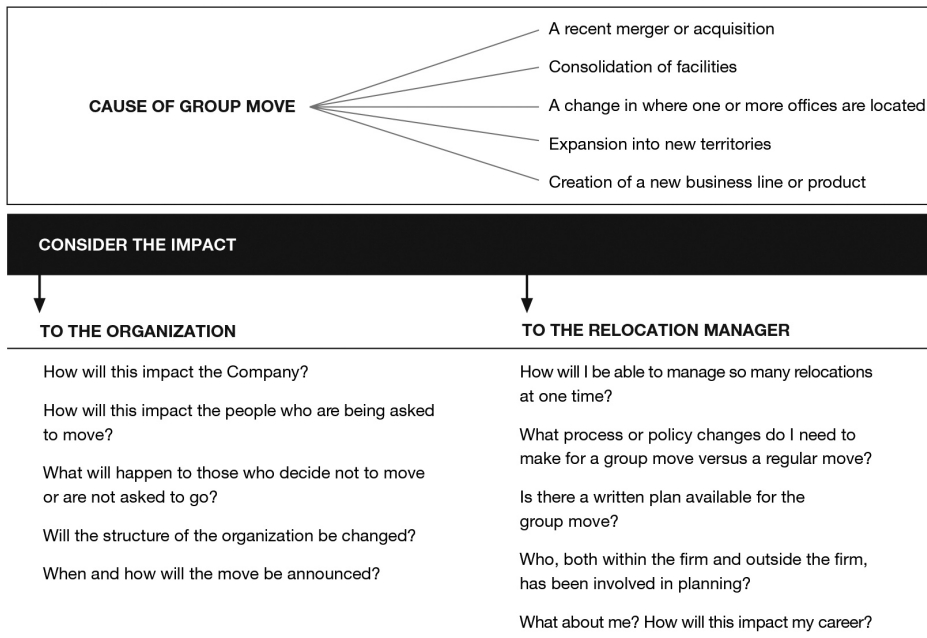 CAUSE OF GROUP MOVE
A recent merger or acquisition
Consolidation of facilities
A change in where one or more offices are located
Expansion into new territories
Creation of a new business line or product
CONSIDER THE IMPACT
TO THE ORGANIZATION
How will this impact the Company?
How will this impact the people who are being asked
to move?
What will happen to those who decide not to move
or are not asked to go?
Will the structure of the organization be changed?
When and how will the move be announced?
TO THE RELOCATION MANAGER
How will I be able to manage so many relocations
at one time?
What process or policy changes do I need to
make for a group move versus a regular move?
Is there a written plan available for the
group move?
Who, both within the firm and outside the firm,
has been involved in planning?
What about me? How will this impact my career?